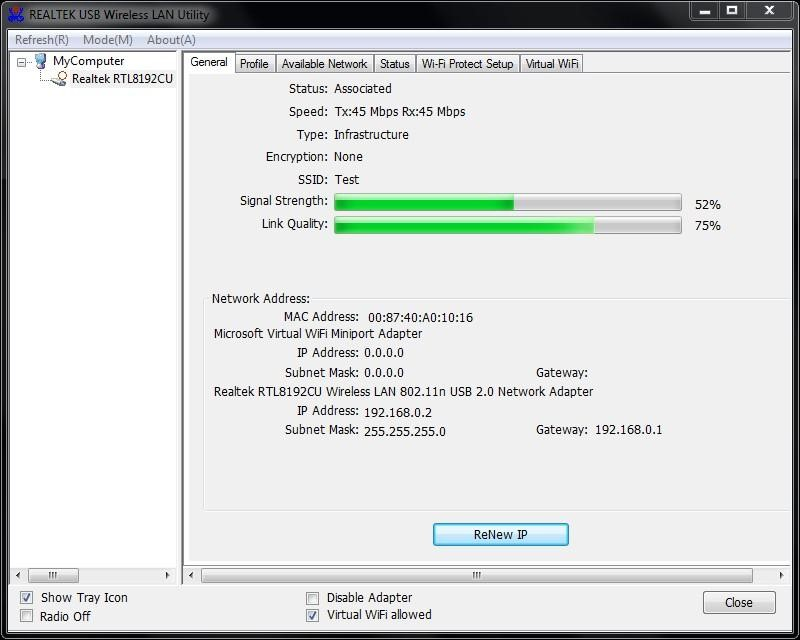 REALTEK USB Wireless LAN Utility
Refresh(R) Mode(M) About(A)
MyComputer
Realtek RTL8192CU
General Profile Available Network Status Wi-Fi Protect Setup Virtual WiFi
Status: Associated
Speed: Tx:45 Mbps Rx:45 Mbps
Type: Infrastructure
Encryption: None
SSID: Test
Signal Strength: 52%
Link Quality: 75%
Network Address:
MAC Address: 00:87:40:A0:10:16
Microsoft Virtual WiFi Miniport Adapter
IP Address: 0.0.0.0
Subnet Mask: 0.0.0.0 Gateway:
Realtek RTL8192CU Wireless LAN 802.11n USB 2.0 Network Adapter
IP Address: 192.168.0.2
Subnet Mask: 255.255.255.0 Gateway: 192.168.0.1
ReNew IP
Show Tray Icon Disable Adapter
Radio Off Virtual WiFi allowed
Close